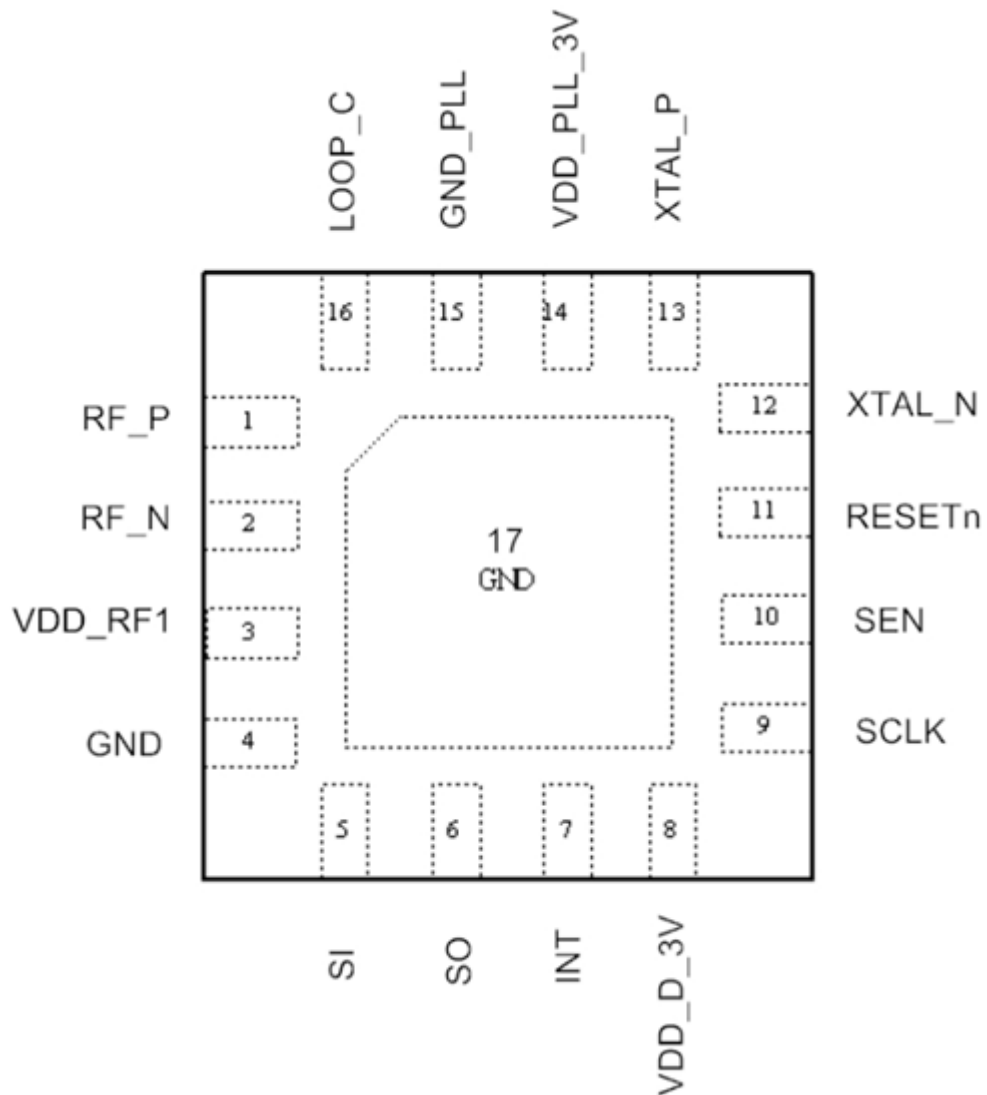 LOOP_C
GND_PLL
VDD_PLL_3V
XTAL_P
16
15
14
13
RF_P
1
12
XTAL_N
RF_N
2
11
RESETn
17
GND
VDD_RF1
3
10
SEN
GND
4
9
SCLK
5
6
7
8
SI
SO
INT
VDD_D_3V